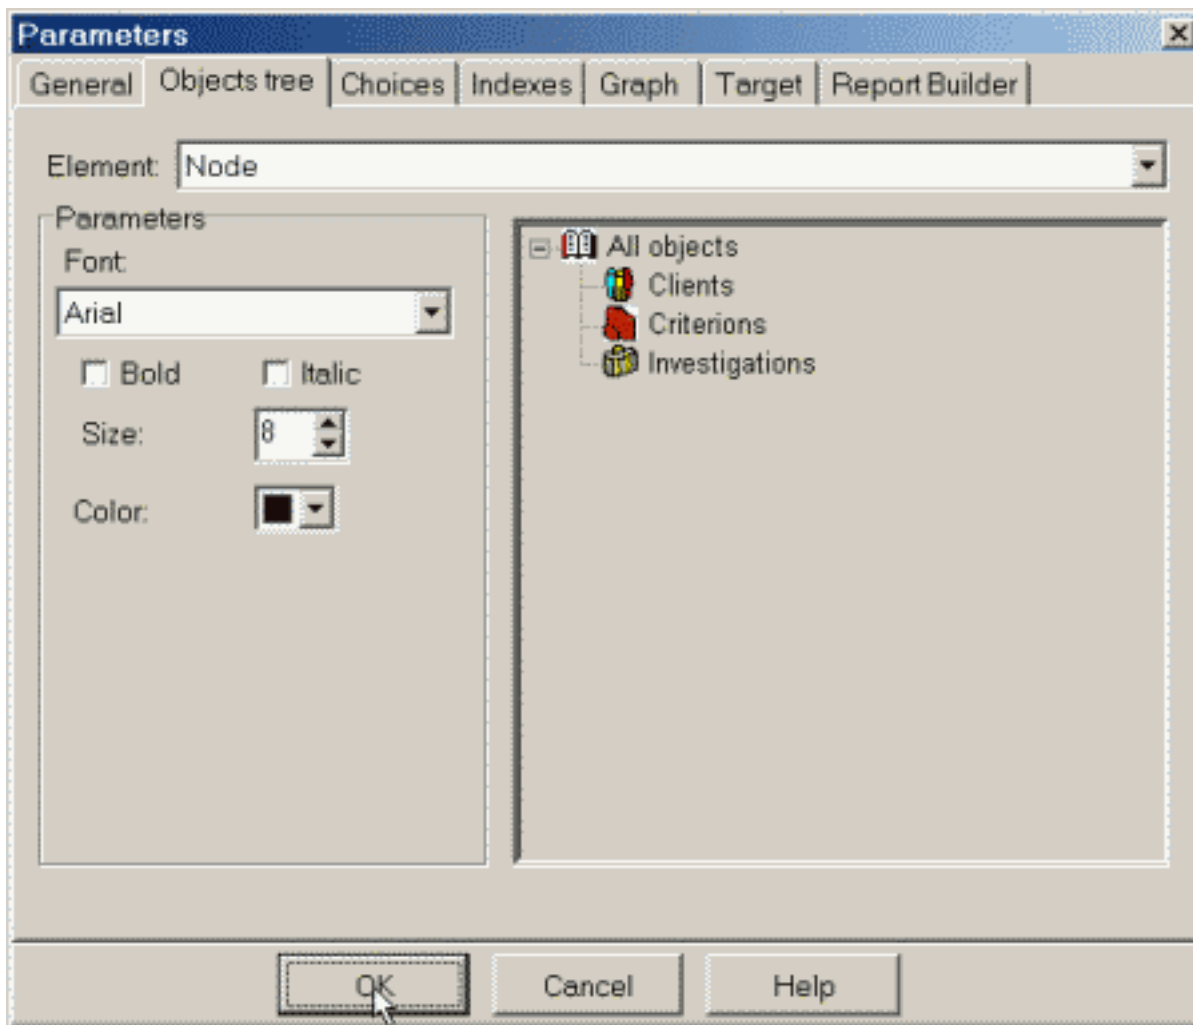 Parameters
General Objects tree Choices Indexes Graph Target Report Builder
Element: Node
Parameters
Font:
Arial
Bold Italic
Size: 8
Color:
All objects
Clients
Criterions
Investigations
OK Cancel Help